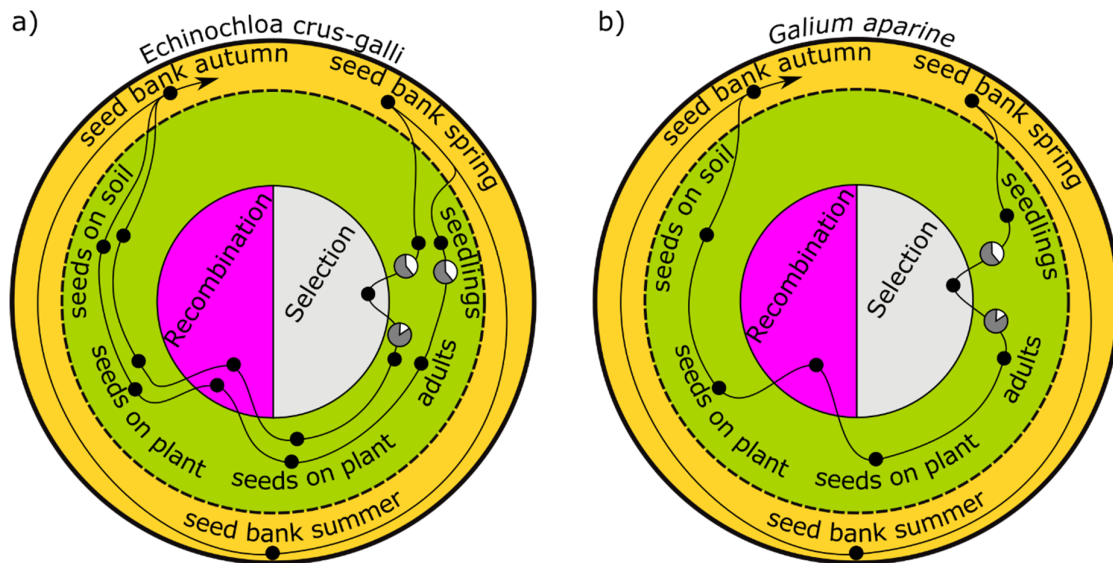 a)
Echinochloa crus-galli
seed bank autumn
seed bank spring
seeds on soil
seedlings
Recombination
Selection
adults
seeds on plant
seeds on plant
seed bank summer
b)
Galium aparine
seed bank autumn
seed bank spring
seeds on soil
seedlings
Recombination
Selection
adults
seeds on plant
seeds on plant
seed bank summer